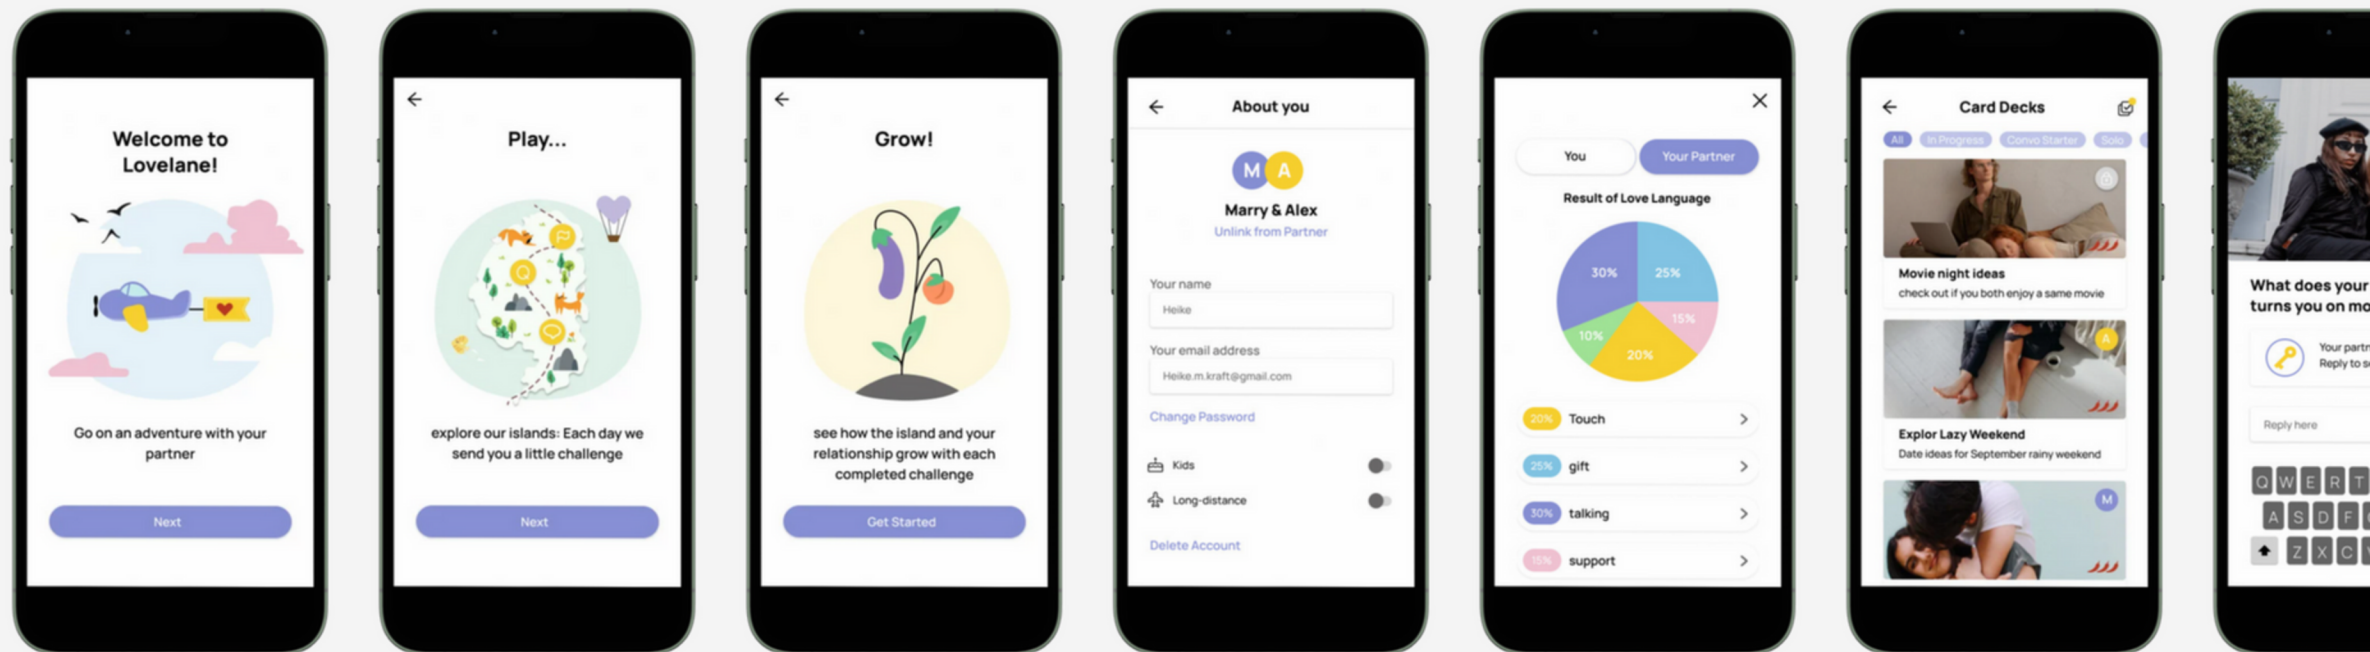 Welcome to
Lovelane!
Go on an adventure with your
partner
Next
Play...
Q
explore our islands: Each day we
send you a little challenge
Next
Grow!
see how the island and your
relationship grow with each
completed challenge
Get Started
About you
M A
Marry & Alex
Unlink from Partner
Your name
Heike
Your email address
Heike.m.kraft@gmail.com
Change Password
Kids
Long-distance
Delete Account
You Your Partner
Result of Love Language
30% 25%
15%
10%
20%
20% Touch
25% gift
30% talking
15% support
Card Decks
All In Progress Convo Starter Solo
Movie night ideas
check out if you both enjoy a same movie
A
Explor Lazy Weekend
Date ideas for September rainy weekend
M
What does your
turns you on mo
Your partn
Reply to s
Reply here
Q W E R T
A S D F
Z X C